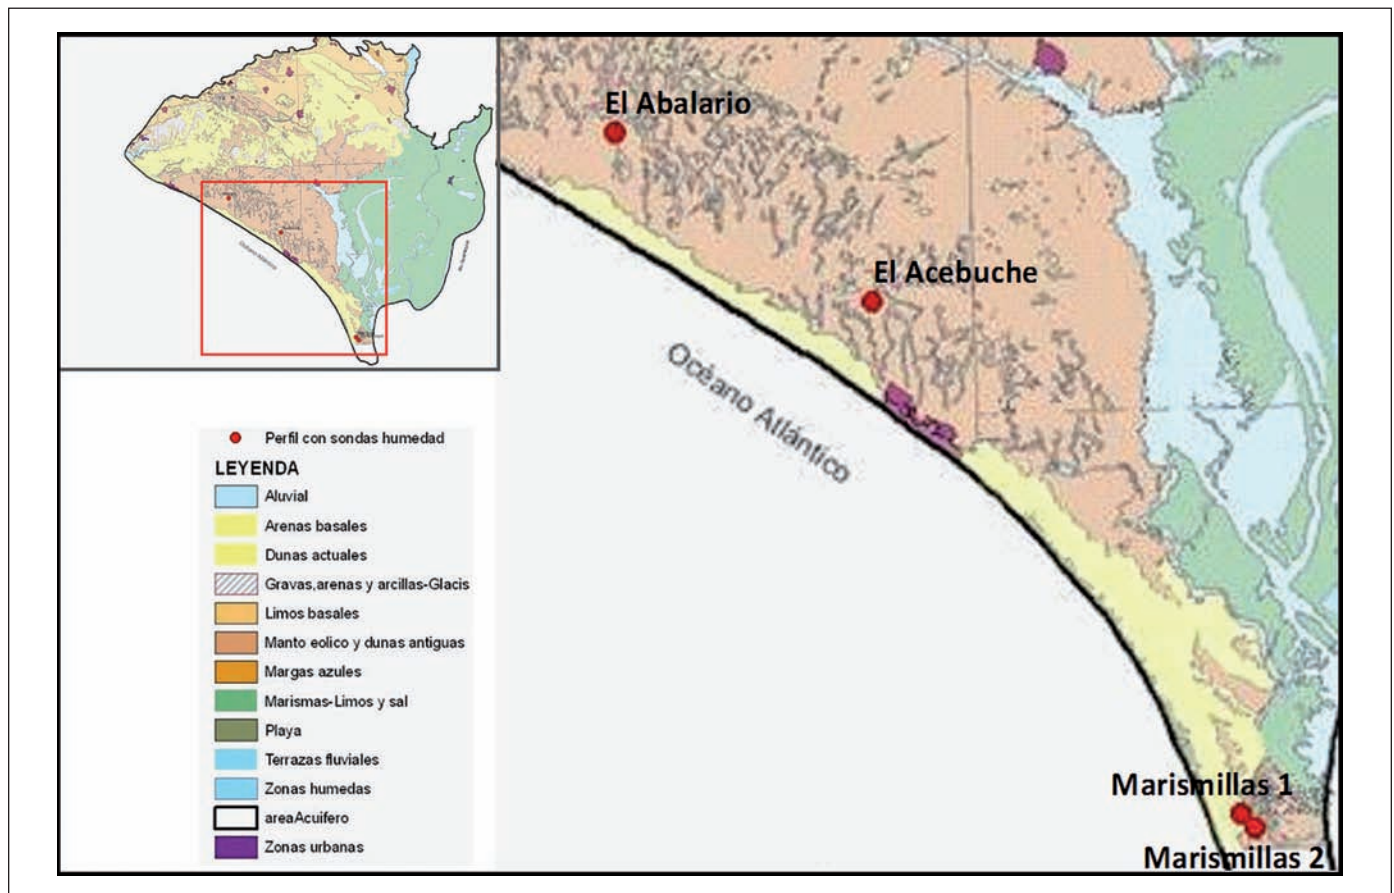 El Abalario
El Acebuche
Océano Atlántico
Marismillas 1
Marismillas 2
Perfil con sondas humedad
LEYENDA
Aluvial
Arenas basales
Dunas actuales
Gravas,arenas y arcillas-Glacis
Limos basales
Manto eolico y dunas antiguas
Margas azules
Marismas-Limos y sal
Playa
Terrazas fluviales
Zonas humedas
areaAcuifero
Zonas urbanas